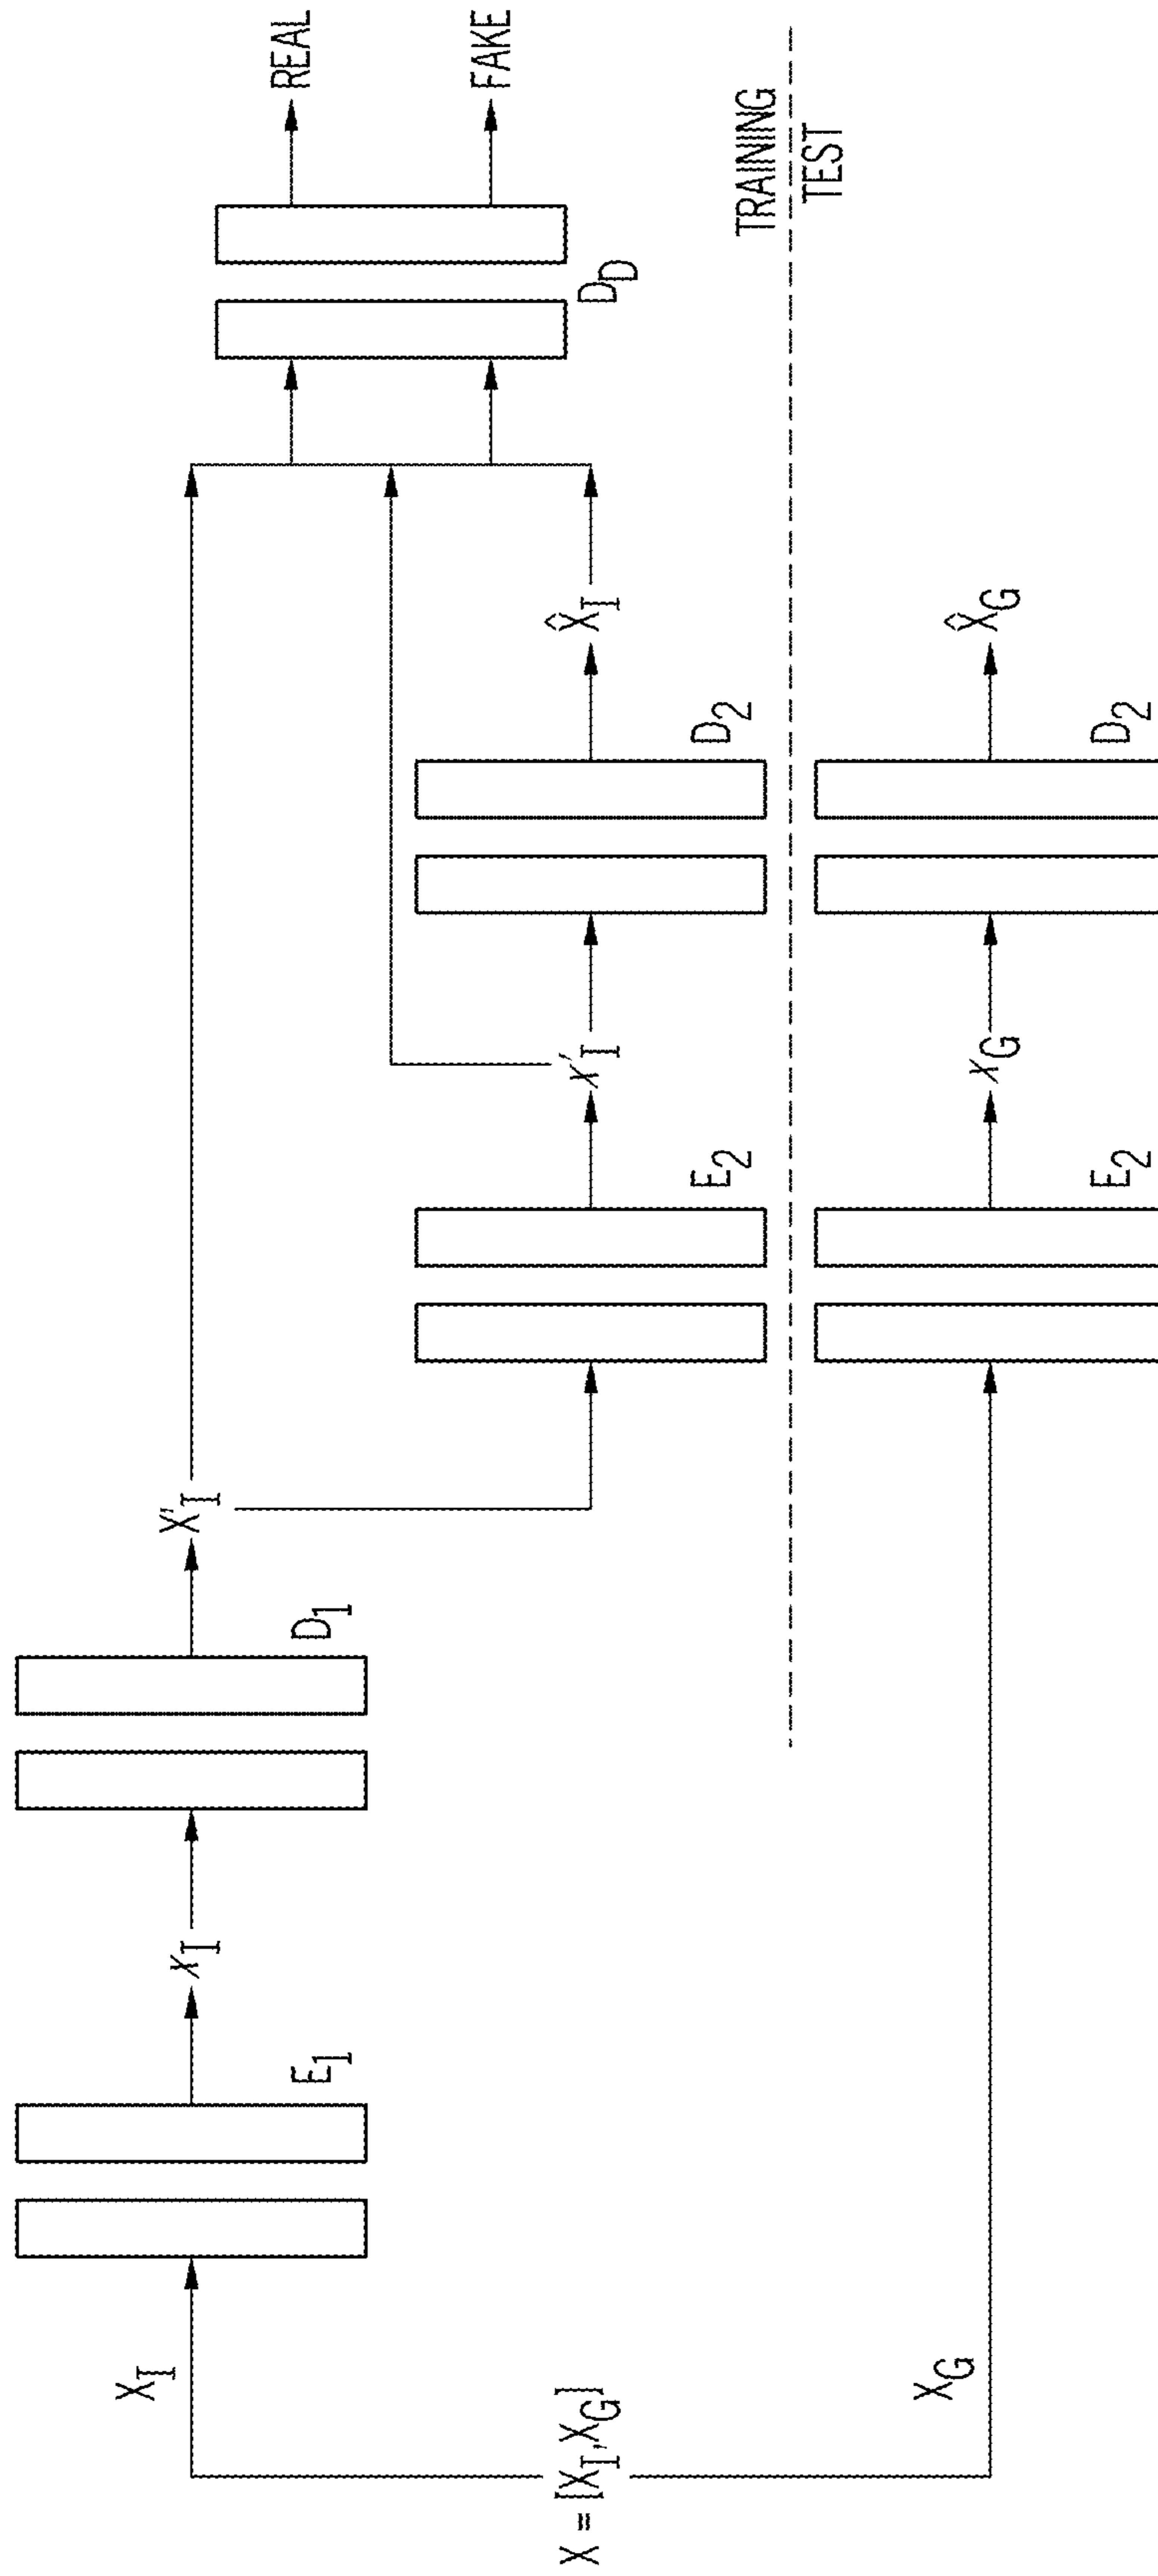 X = [X_I, X_G]
X_I
E_1
x_I
D_1
X'_I
E_2
x'_I
D_2
X̂_I
D_D
REAL
FAKE
TRAINING
TEST
X_G
E_2
x_G
D_2
X̂_G